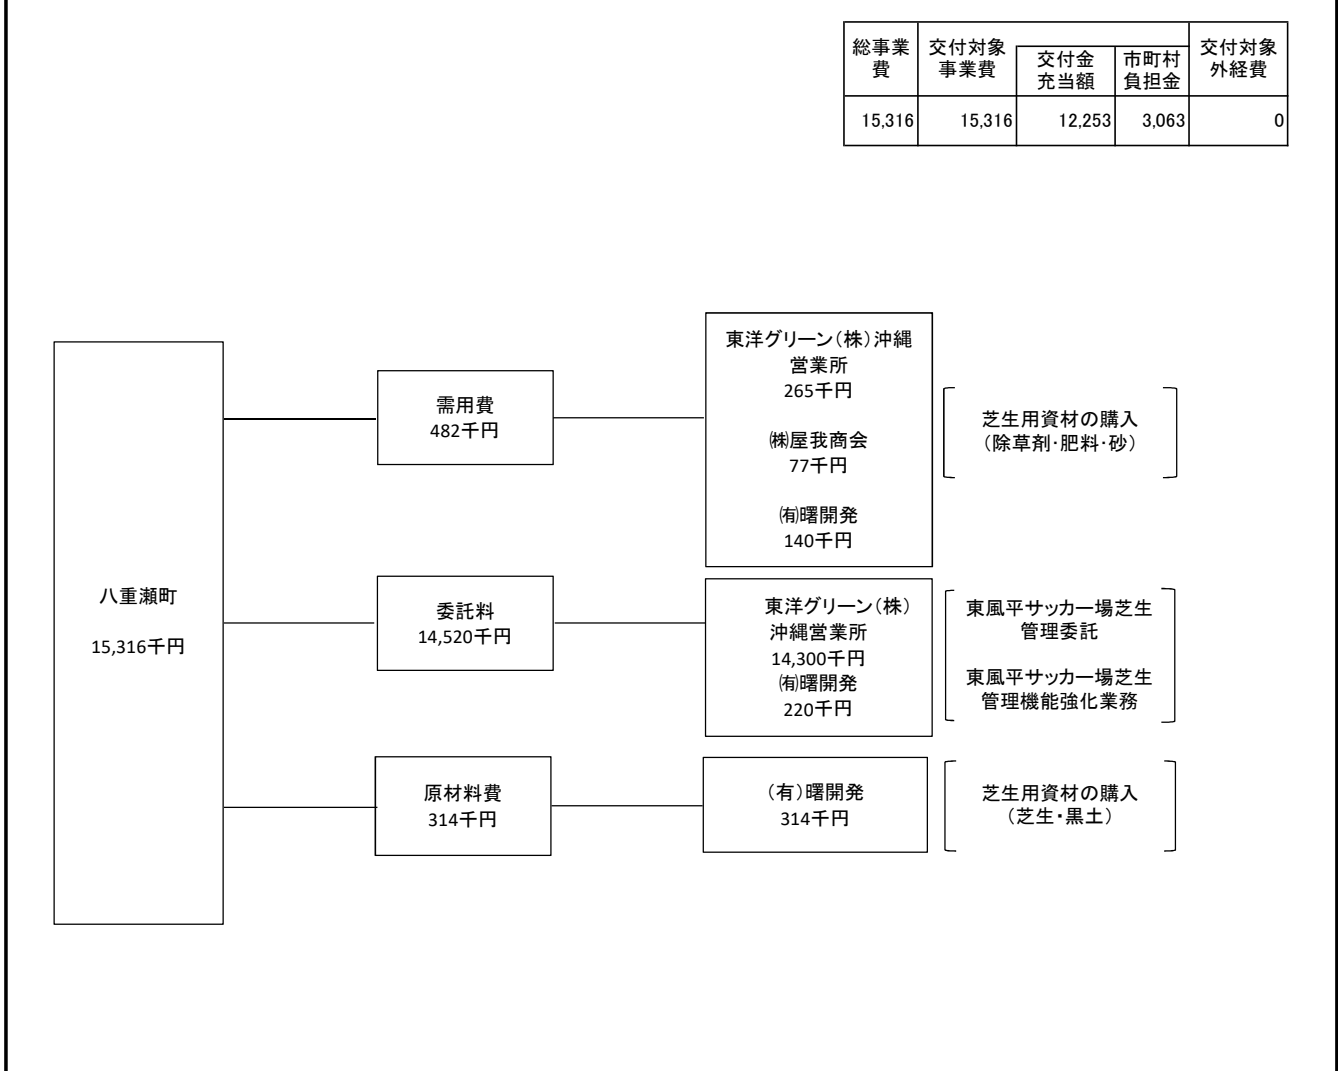 総事業
費
交付対象
事業費
交付金
充当額
市町村
負担金
交付対象
外経費
15,316
15,316
12,253
3,063
0
八重瀬町
15,316千円
需用費
482千円
東洋グリーン（株）沖縄
営業所
265千円
㈱屋我商会
77千円
㈲曙開発
140千円
芝生用資材の購入
（除草剤・肥料・砂）
委託料
14,520千円
東洋グリーン（株）
沖縄営業所
14,300千円
㈲曙開発
220千円
東風平サッカー場芝生
管理委託
東風平サッカー場芝生
管理機能強化業務
原材料費
314千円
（有）曙開発
314千円
芝生用資材の購入
（芝生・黒土）